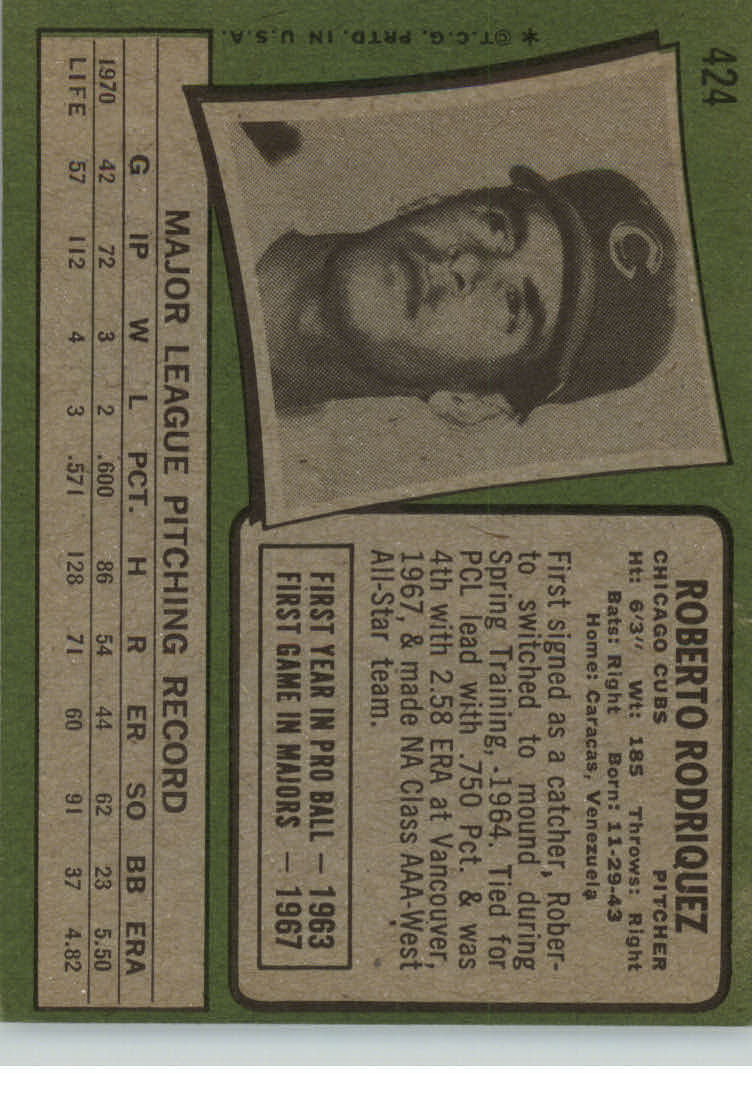 424
* ©T.C.G. PRTD. IN U.S.A.
C
ROBERTO RODRIQUEZ
CHICAGO CUBS PITCHER
Ht: 6'3" Wt: 185 Throws: Right
Bats: Right Born: 11-29-43
Home: Caracas, Venezuela
First signed as a catcher, Rober-
to switched to mound during
Spring Training, 1964. Tied for
PCL lead with .750 Pct. & was
4th with 2.58 ERA at Vancouver,
1967, & made NA Class AAA-West
All-Star team.
FIRST YEAR IN PRO BALL — 1963
FIRST GAME IN MAJORS — 1967
MAJOR LEAGUE PITCHING RECORD
G IP W L PCT. H R ER SO BB ERA
1970 42 72 3 2 .600 86 54 44 62 23 5.50
LIFE 57 112 4 3 .571 128 71 60 91 37 4.82